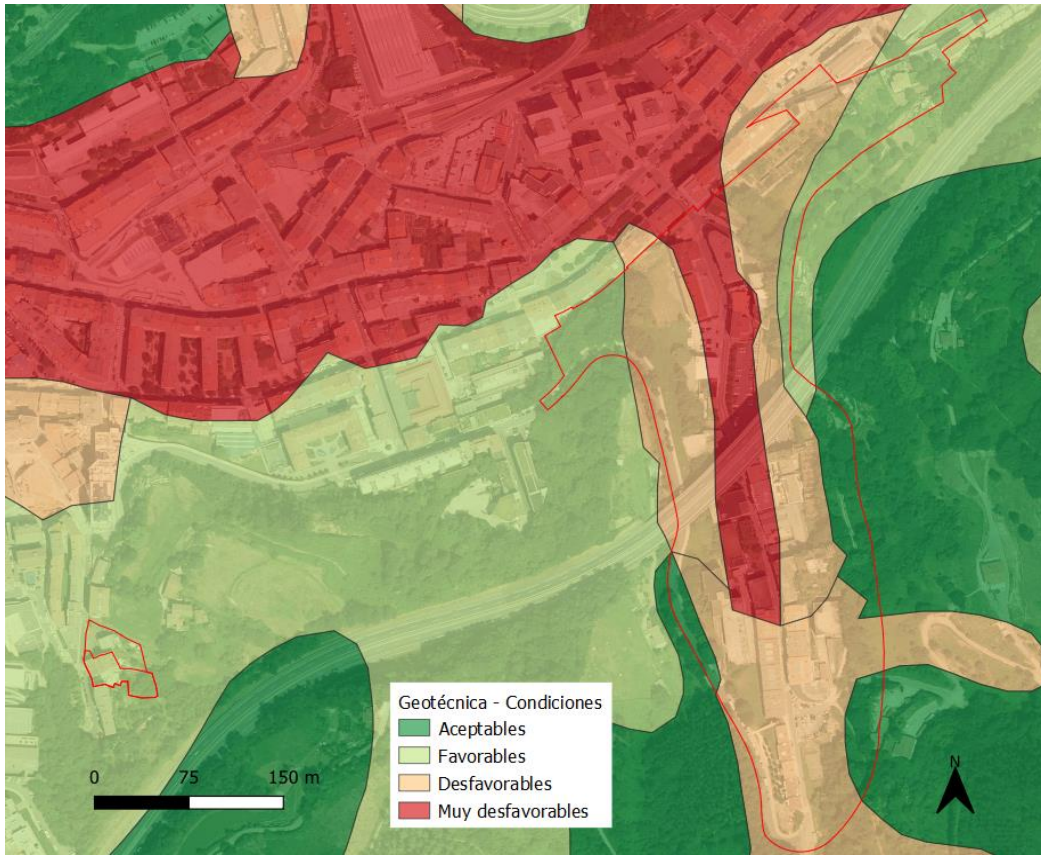 Geotécnica - Condiciones
Aceptables
Favorables
Desfavorables
Muy desfavorables
0 75 150 m
N